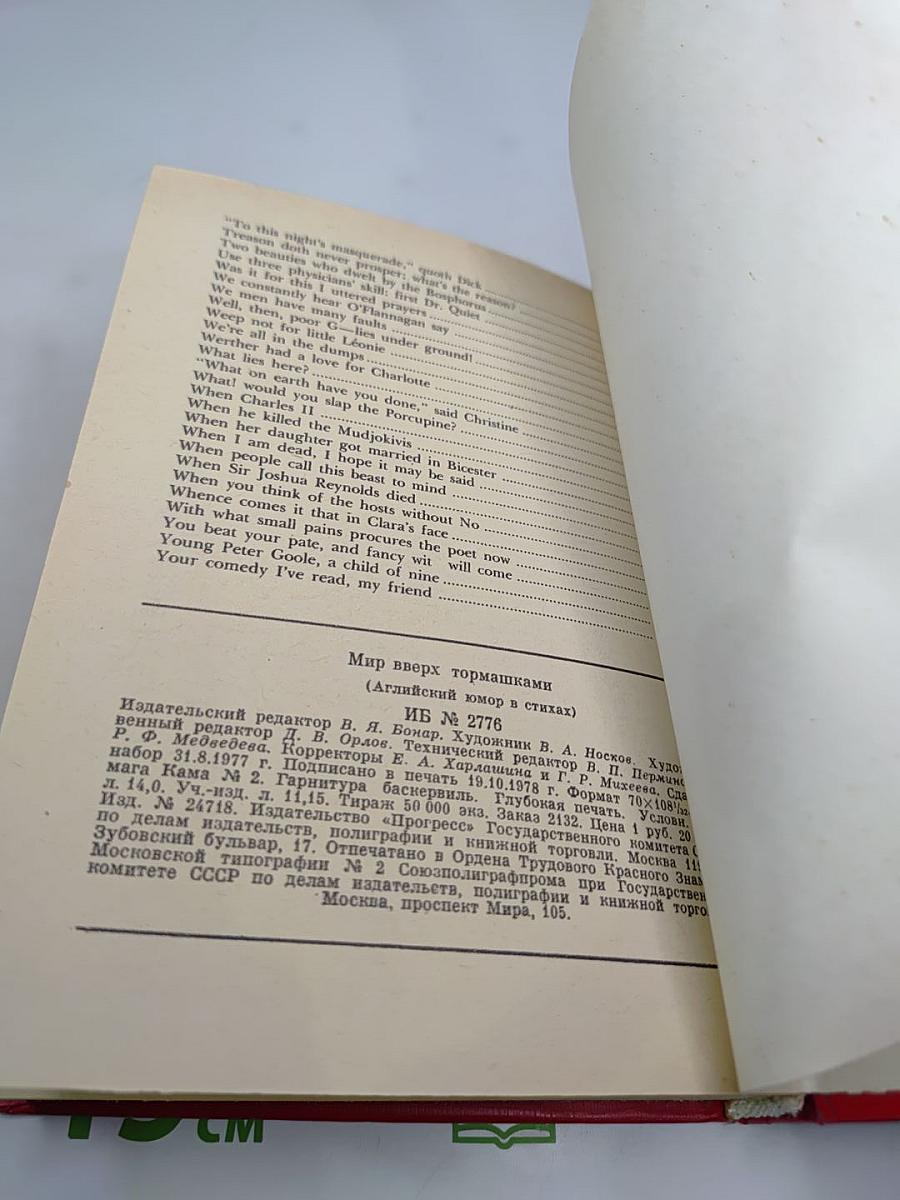 "To this night's masquerade," quoth Dick
Treason doth never prosper: what's the reason?
Two beauties who dwelt by the Bosphorus
Use three physicians' skill: first Dr. Quiet
Was it for this I uttered prayers
We constantly hear O'Flannagan say
We men have many faults
Well, then, poor G—lies under ground!
Weep not for little Léonie
We're all in the dumps
Werther had a love for Charlotte
What lies here?
"What on earth have you done," said Christine
What! would you slap the Porcupine?
When Charles II
When he killed the Mudjokivis
When her daughter got married in Bicester
When I am dead, I hope it may be said
When people call this beast to mind
When Sir Joshua Reynolds died
When you think of the hosts without No
Whence comes it that in Clara's face
With what small pains procures the poet now
You beat your pate, and fancy wit will come
Young Peter Goole, a child of nine
Your comedy I've read, my friend
Мир вверх тормашками
(Аглийский юмор в стихах)
ИБ № 2776
Издательский редактор В. Я. Бонар. Художник В. А. Носков. Худо
венный редактор Д. В. Орлов. Технический редактор В. П. Пержин
Р. Ф. Медведева. Корректоры Е. А. Харлашина и Г. Р. Михеева. Сда
набор 31.8.1977 г. Подписано в печать 19.10.1978 г. Формат 70×108¹/₃₂
мага Кама № 2. Гарнитура баскервиль. Глубокая печать. Условн.
л. 14,0. Уч.-изд. л. 11,15. Тираж 50 000 экз. Заказ 2132. Цена 1 руб. 20
Изд. № 24718. Издательство «Прогресс» Государственного комитета
по делам издательств, полиграфии и книжной торговли. Москва 119
Зубовский бульвар, 17. Отпечатано в Ордена Трудового Красного Знам
Московской типографии № 2 Союзполиграфпрома при Государствен
комитете СССР по делам издательств, полиграфии и книжной торго
Москва, проспект Мира, 105.
см